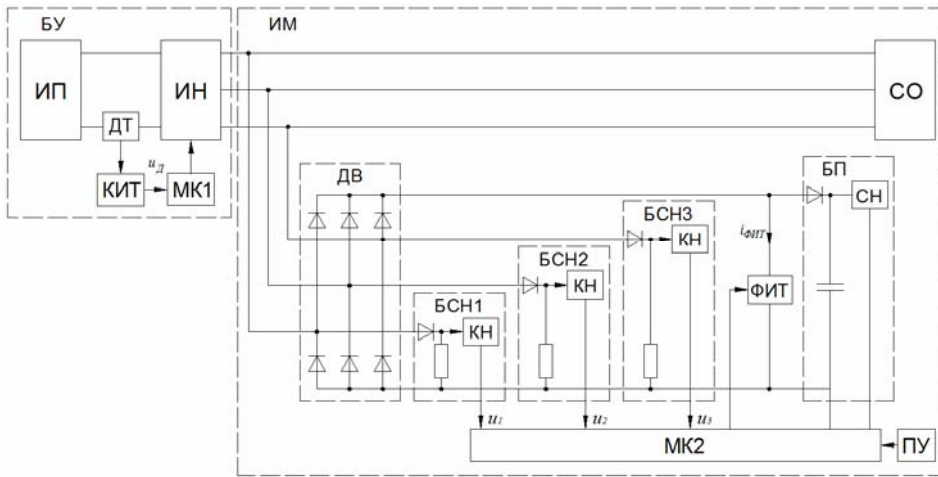 БУ
ИМ
ИП
ИН
СО
ДТ
u_Д
КИТ
МК1
ДВ
БП
БСН3
СН
КН
i_ФИТ
БСН2
КН
ФИТ
БСН1
КН
u_1
u_2
u_3
МК2
ПУ